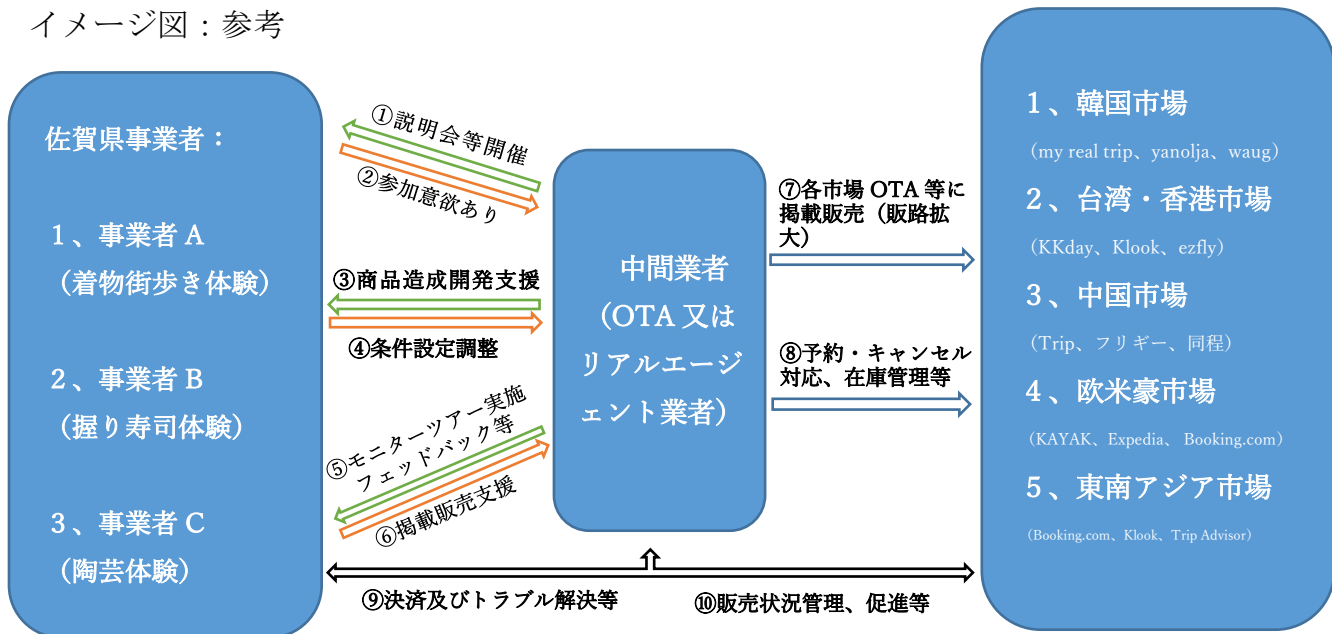 イメージ図：参考
佐賀県事業者：
１、事業者 A
（着物街歩き体験）
２、事業者 B
（握り寿司体験）
３、事業者 C
（陶芸体験）
①説明会等開催
②参加意欲あり
③商品造成開発支援
④条件設定調整
⑤モニターツアー実施
フェッドバック等
⑥掲載販売支援
中間業者
（OTA 又は
リアルエージ
ェント業者）
⑦各市場 OTA 等に
掲載販売（販路拡
大）
⑧予約・キャンセル
対応、在庫管理等
⑨決済及びトラブル解決等
⑩販売状況管理、促進等
１、韓国市場
（my real trip、yanolja、waug）
２、台湾・香港市場
（KKday、Klook、ezfly）
３、中国市場
（Trip、フリギー、同程）
４、欧米豪市場
（KAYAK、Expedia、 Booking.com）
５、東南アジア市場
（Booking.com、Klook、Trip Advisor）